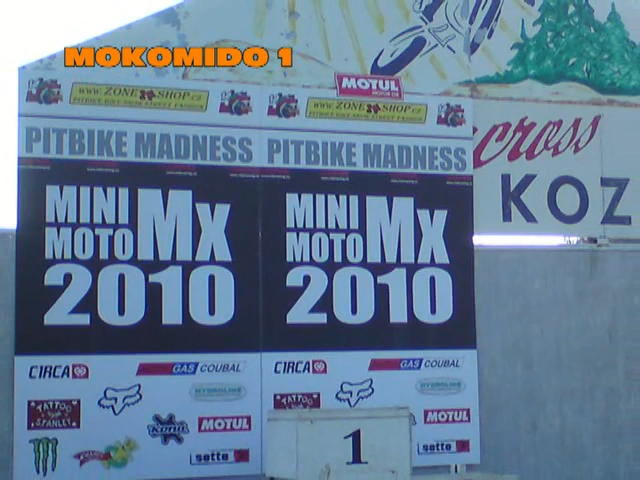 MOKOMIDO 1
MOTUL
www.ZONE SHOP.cz
www.ZONE SHOP.cz
cross
KOZ
PITBIKE MADNESS
PITBIKE MADNESS
MINI MOTO MX
2010
MINI MOTO MX
2010
C1RCA
GAS COUBAL
C1RCA
GAS COUBAL
HYDROLINE
HYDROLINE
TATTOO
STANLEY
MOTUL
MOTUL
TATTOO
sette
sette
1